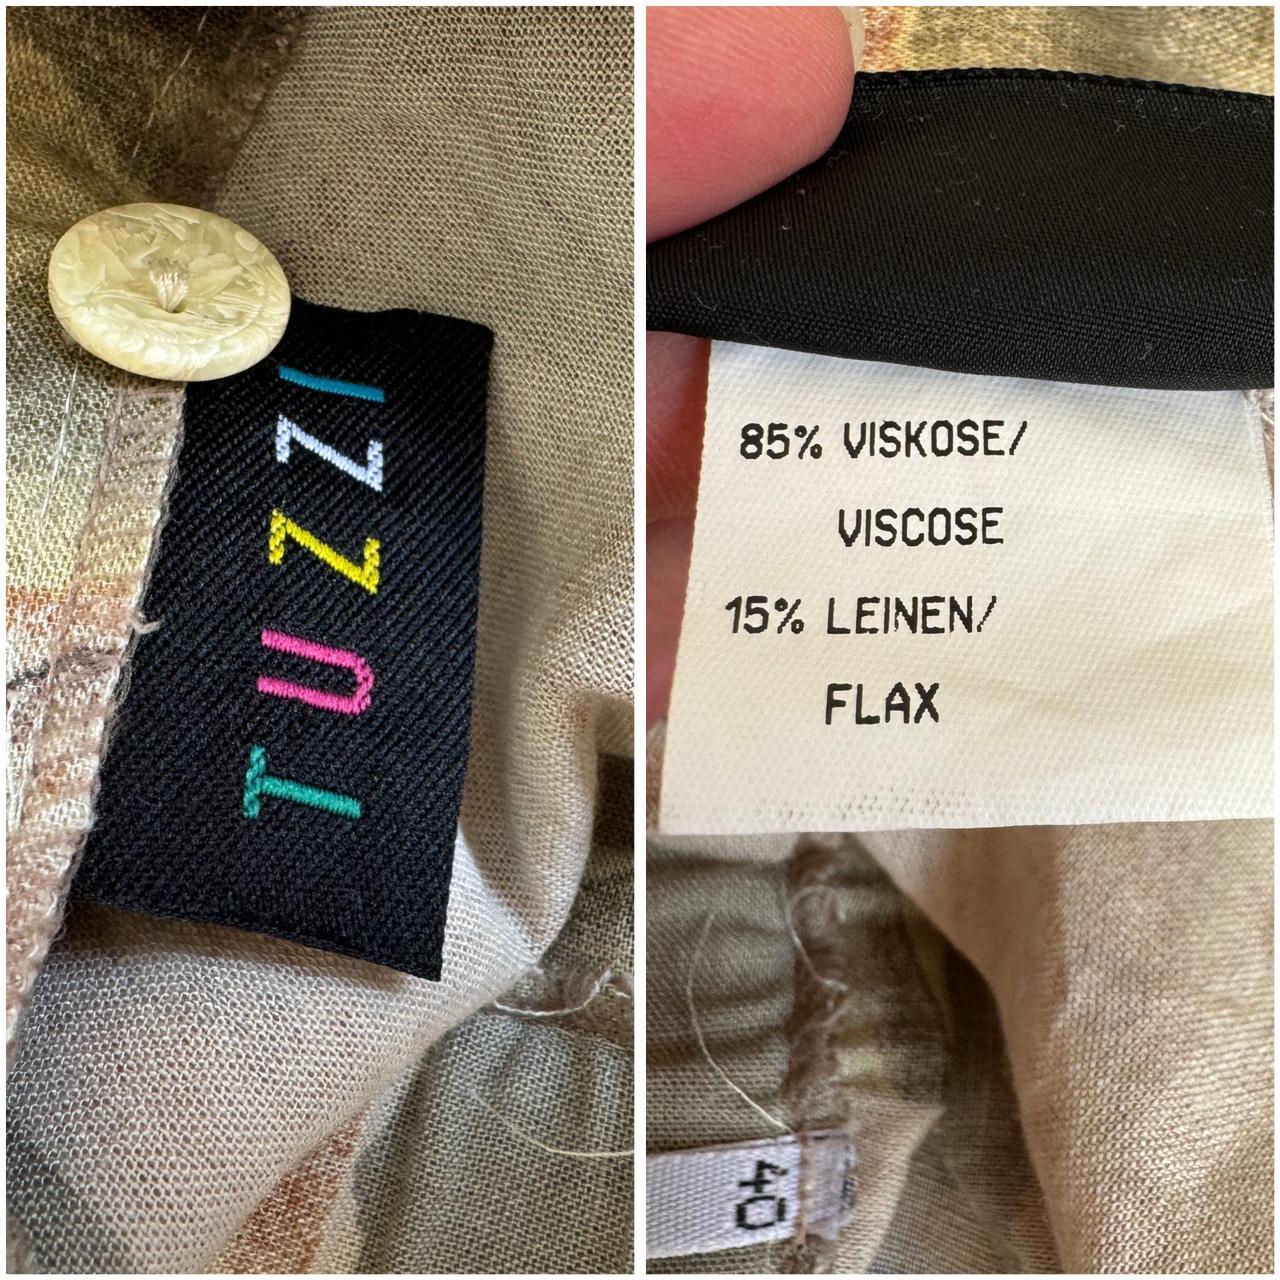 TUZZI
85% VISKOSE/
VISCOSE
15% LEINEN/
FLAX
40